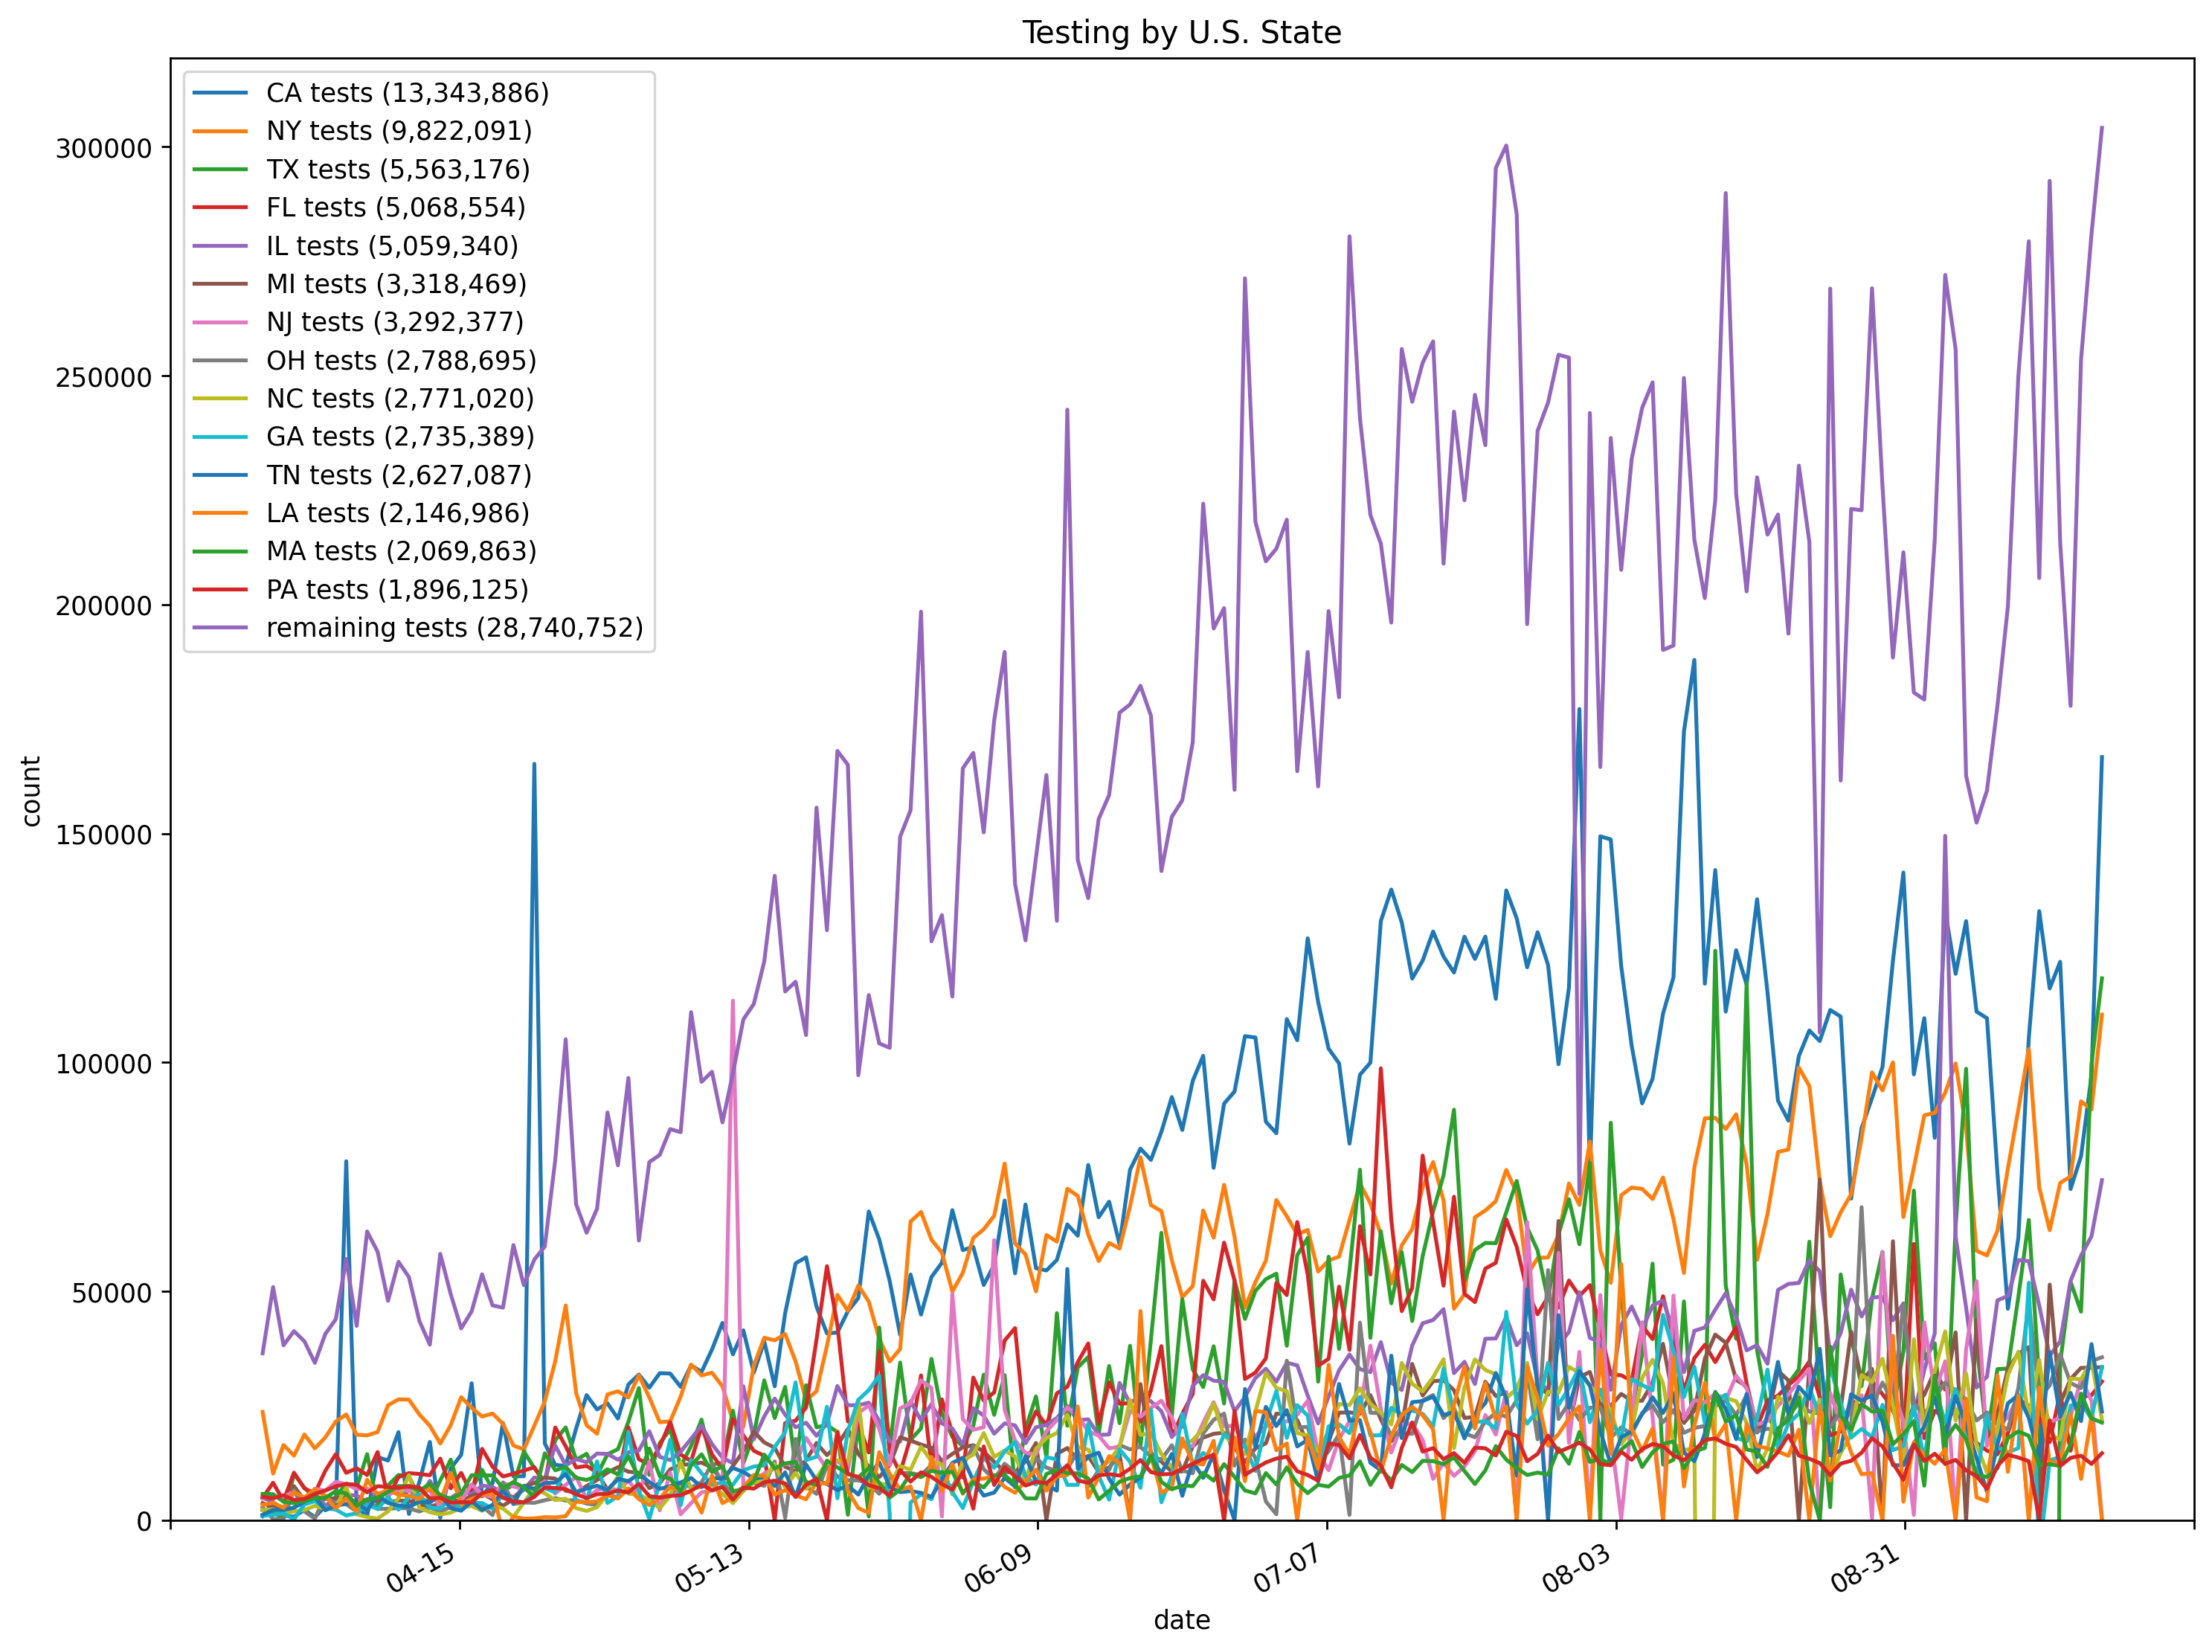 Testing by U.S. State
CA tests (13,343,886)
NY tests (9,822,091)
TX tests (5,563,176)
FL tests (5,068,554)
IL tests (5,059,340)
MI tests (3,318,469)
NJ tests (3,292,377)
OH tests (2,788,695)
NC tests (2,771,020)
GA tests (2,735,389)
TN tests (2,627,087)
LA tests (2,146,986)
MA tests (2,069,863)
PA tests (1,896,125)
remaining tests (28,740,752)
300000
250000
200000
150000
100000
50000
0
count
04-15
05-13
06-09
07-07
08-03
08-31
date